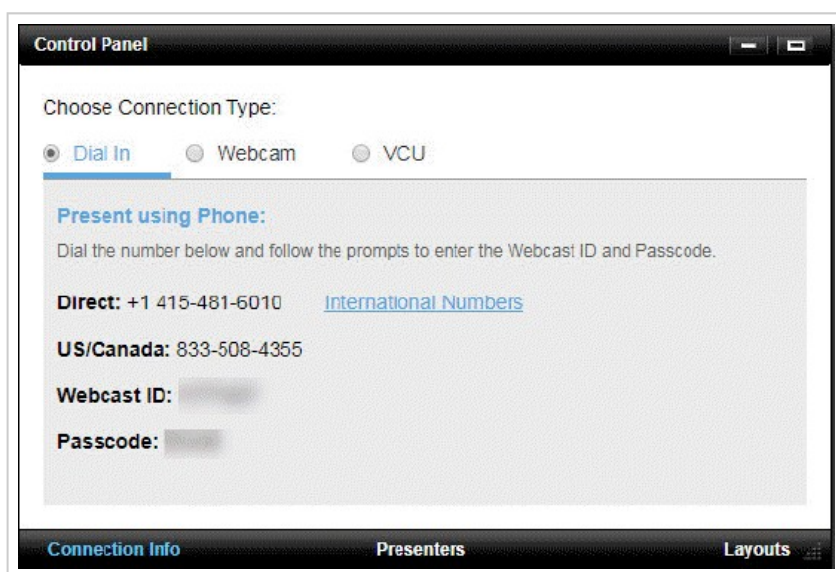 Control Panel
Choose Connection Type:
Dial In Webcam VCU
Present using Phone:
Dial the number below and follow the prompts to enter the Webcast ID and Passcode.
Direct: +1 415-481-6010 International Numbers
US/Canada: 833-508-4355
Webcast ID:
Passcode:
Connection Info Presenters Layouts